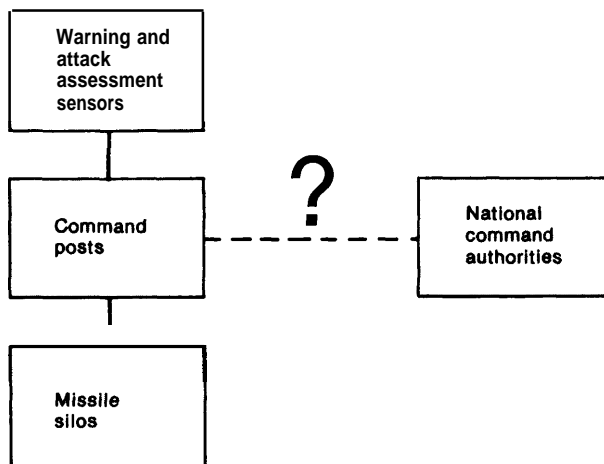 Warning and
attack
assessment
sensors
?
Command
posts
National
command
authorities
Missile
silos